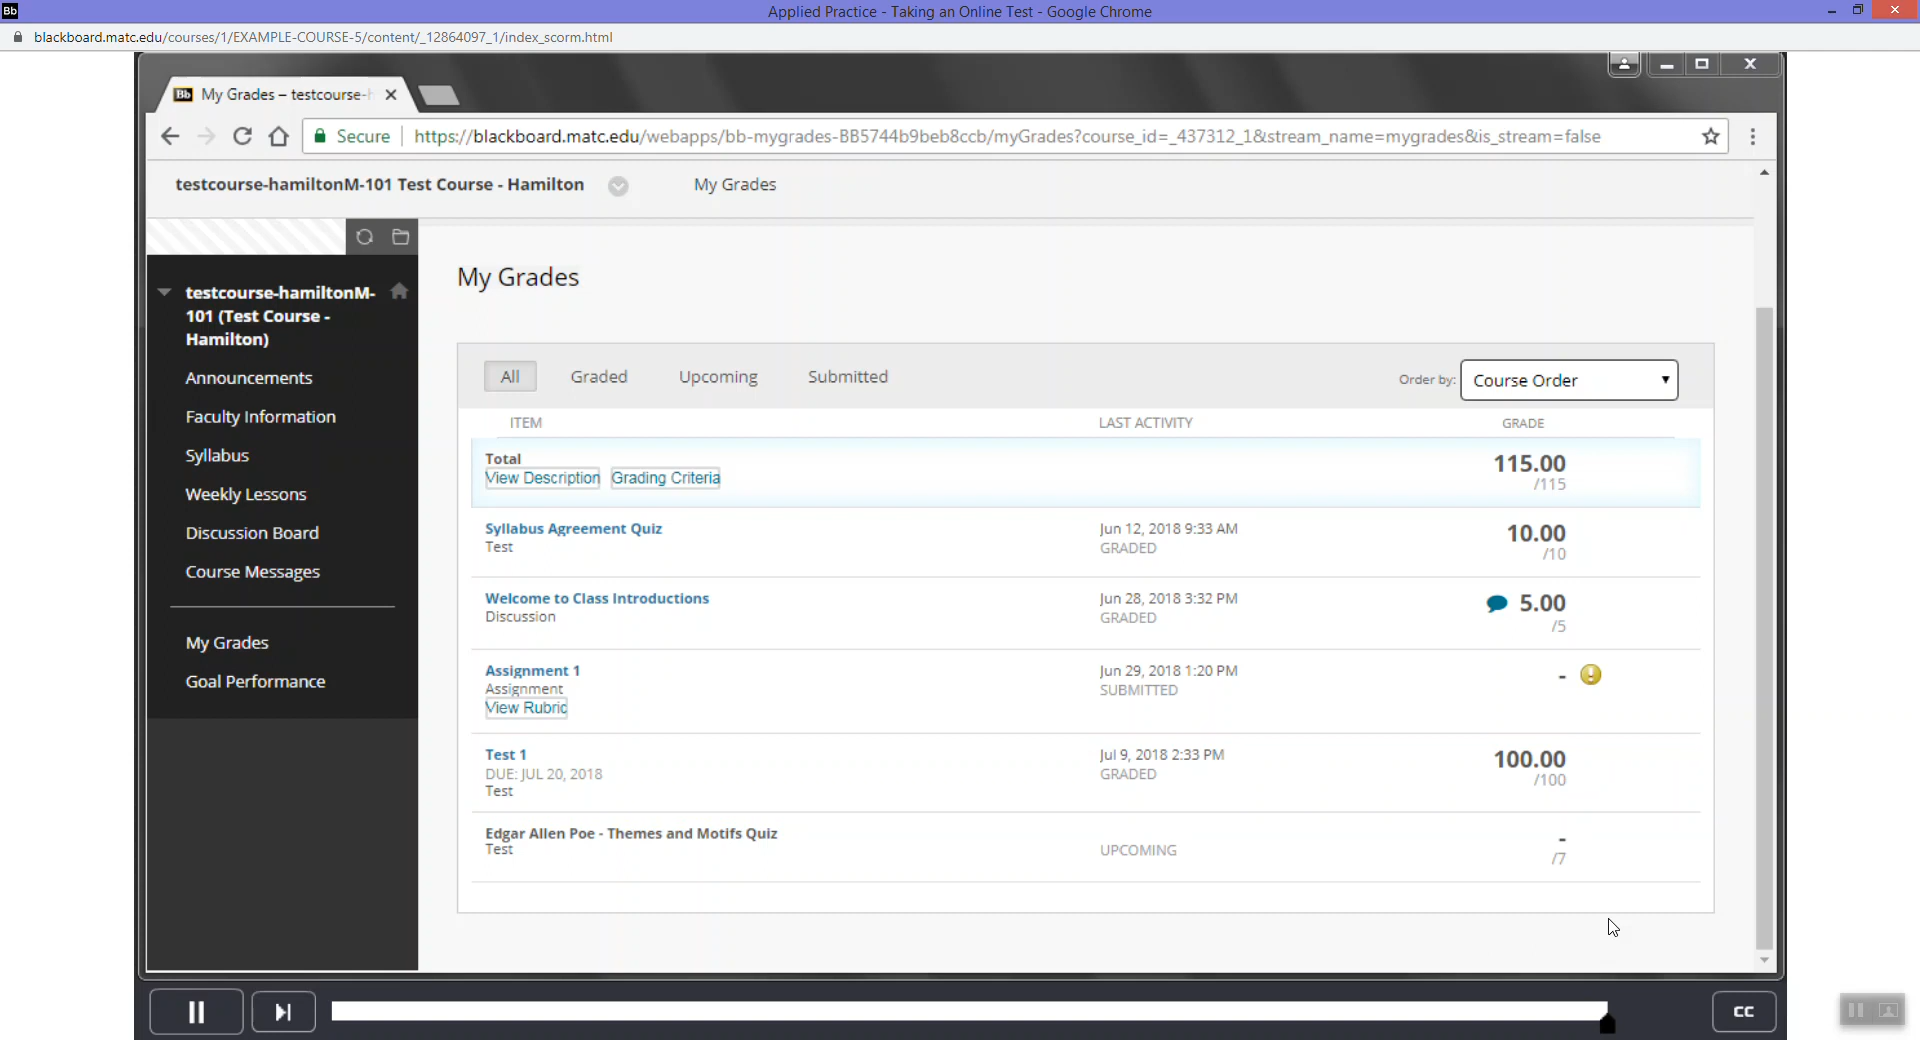 Bb
Applied Practice - Taking an Online Test - Google Chrome
blackboard.matc.edu/courses/1/EXAMPLE-COURSE-5/content/_12864097_1/index_scorm.html
Bb My Grades – testcourse-h
Secure https://blackboard.matc.edu/webapps/bb-mygrades-BB5744b9beb8ccb/myGrades?course_id=_437312_1&stream_name=mygrades&is_stream=false
testcourse-hamiltonM-101 Test Course - Hamilton My Grades
testcourse-hamiltonM-
101 (Test Course -
Hamilton)
Announcements
Faculty Information
Syllabus
Weekly Lessons
Discussion Board
Course Messages
My Grades
Goal Performance
My Grades
All Graded Upcoming Submitted Order by: Course Order
ITEM LAST ACTIVITY GRADE
Total 115.00
View Description Grading Criteria /115
Syllabus Agreement Quiz Jun 12, 2018 9:33 AM 10.00
Test GRADED /10
Welcome to Class Introductions Jun 28, 2018 3:32 PM 5.00
Discussion GRADED /5
Assignment 1 Jun 29, 2018 1:20 PM -
Assignment SUBMITTED
View Rubric
Test 1 Jul 9, 2018 2:33 PM 100.00
DUE: JUL 20, 2018 GRADED /100
Test
Edgar Allen Poe - Themes and Motifs Quiz -
Test UPCOMING /7
CC